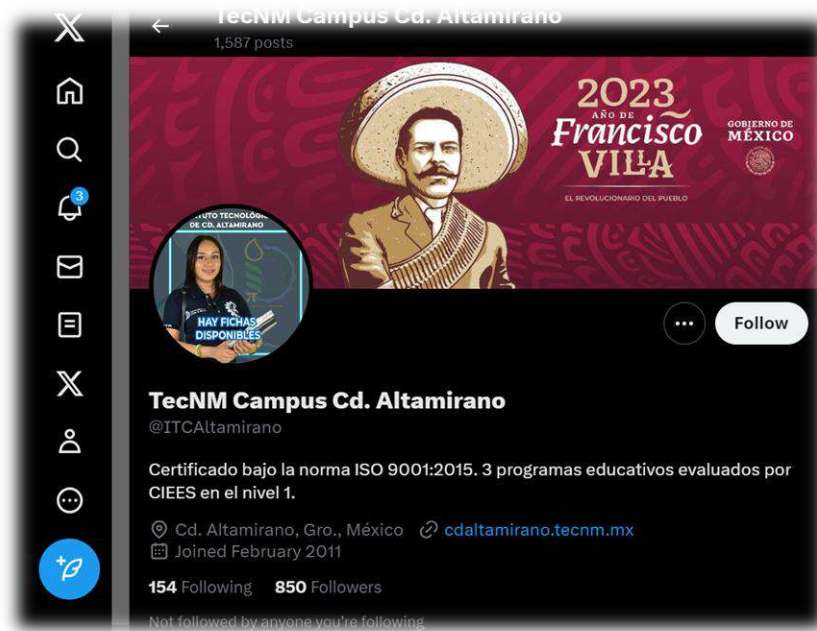 TecNM Campus Cd. Altamirano
1,587 posts
2023
AÑO DE
Francisco
VILLA
EL REVOLUCIONARIO DEL PUEBLO
GOBIERNO DE
MÉXICO
3
TUTO TECNOLÓGIC
DE CD. ALTAMIRANO
HAY FICHAS
DISPONIBLES
Follow
TecNM Campus Cd. Altamirano
@ITCAltamirano
Certificado bajo la norma ISO 9001:2015. 3 programas educativos evaluados por
CIEES en el nivel 1.
Cd. Altamirano, Gro., México cdaltamirano.tecnm.mx
Joined February 2011
154 Following 850 Followers
Not followed by anyone you're following